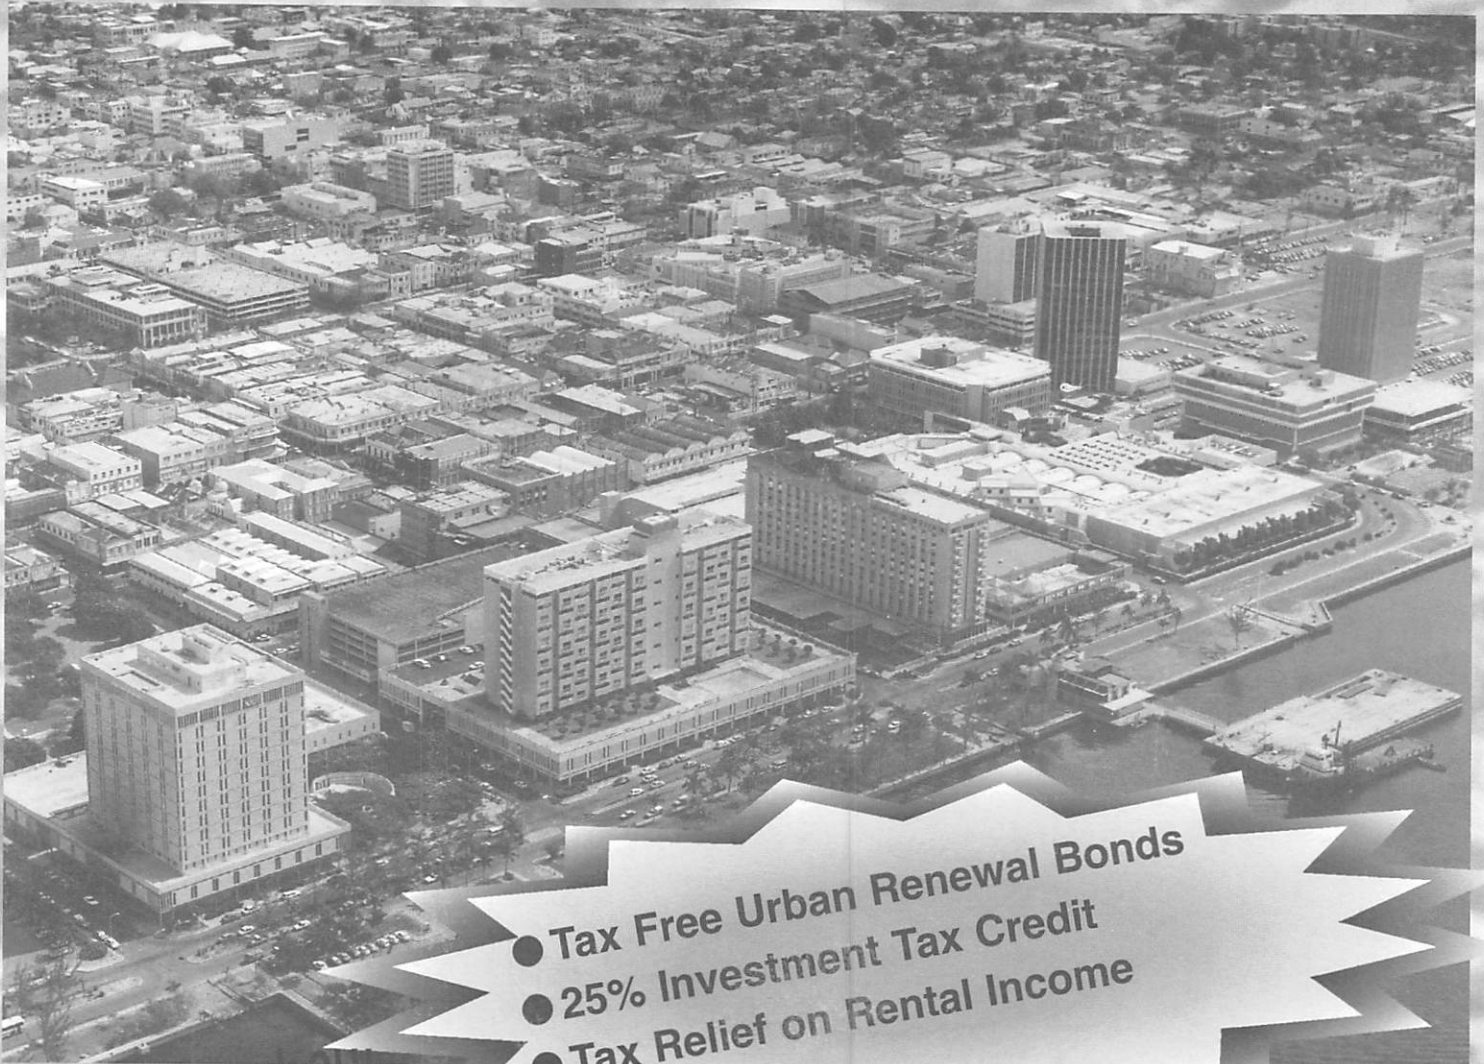 ● Tax Free Urban Renewal Bonds
● 25% Investment Tax Credit
● Tax Relief on Rental Income